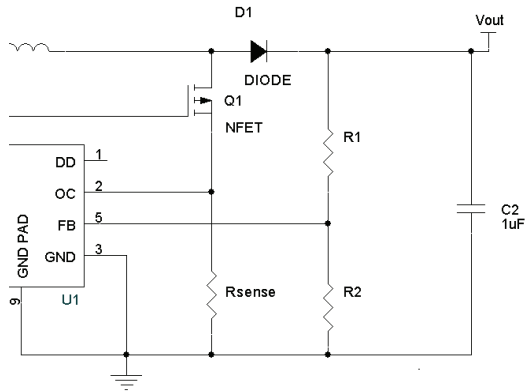 D1
Vout
DIODE
Q1
NFET
R1
DD 1
OC 2
C2
1uF
FB 5
GND PAD
GND 3
Rsense
R2
9
U1